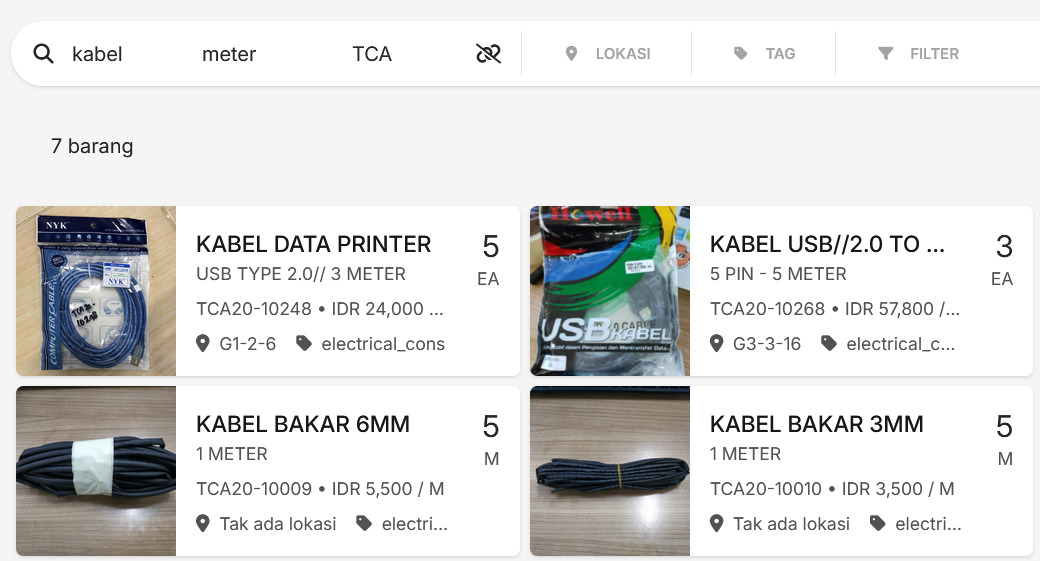 kabel meter TCA LOKASI TAG FILTER
7 barang
NYK
COMPUTER CABLE
TCA20-
10248
KABEL DATA PRINTER
5
USB TYPE 2.0// 3 METER
EA
TCA20-10248 • IDR 24,000 ...
G1-2-6 electrical_cons
Howell
USB KABEL
KABEL USB//2.0 TO ...
3
5 PIN - 5 METER
EA
TCA20-10268 • IDR 57,800 /...
G3-3-16 electrical_c...
KABEL BAKAR 6MM
5
1 METER
M
TCA20-10009 • IDR 5,500 / M
Tak ada lokasi electri...
KABEL BAKAR 3MM
5
1 METER
M
TCA20-10010 • IDR 3,500 / M
Tak ada lokasi electri...